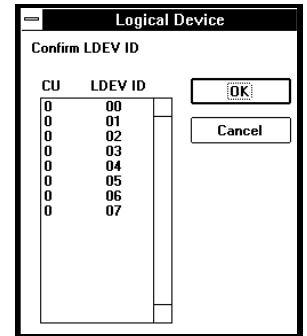 Logical Device
Confirm LDEV ID
CU LDEV ID
OK
0 00
0 01
Cancel
0 02
0 03
0 04
0 05
0 06
0 07